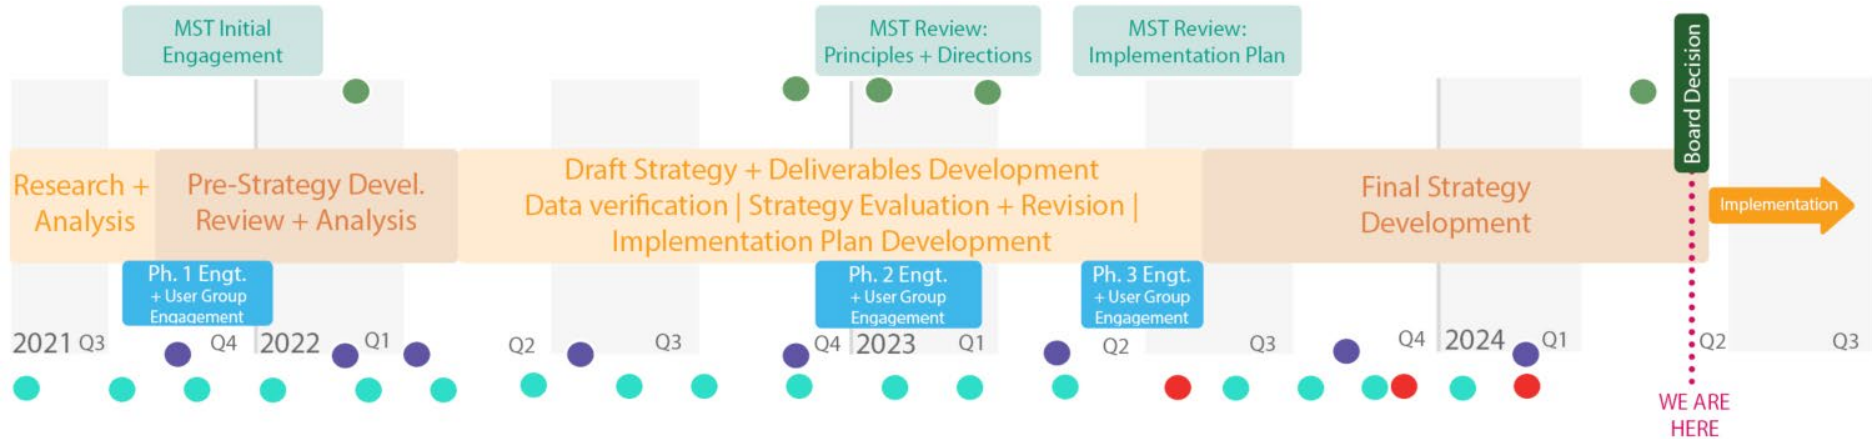 MST Initial
Engagement
MST Review:
Principles + Directions
MST Review:
Implementation Plan
Board Decision
Research +
Analysis
Pre-Strategy Devel.
Review + Analysis
Draft Strategy + Deliverables Development
Data verification | Strategy Evaluation + Revision |
Implementation Plan Development
Final Strategy
Development
Implementation
Ph. 1 Engt.
+ User Group
Engagement
Ph. 2 Engt.
+ User Group
Engagement
Ph. 3 Engt.
+ User Group
Engagement
2021 Q3 Q4 2022 Q1 Q2 Q3 Q4 2023 Q1 Q2 Q3 Q4 2024 Q1 Q2 Q3
WE ARE
HERE